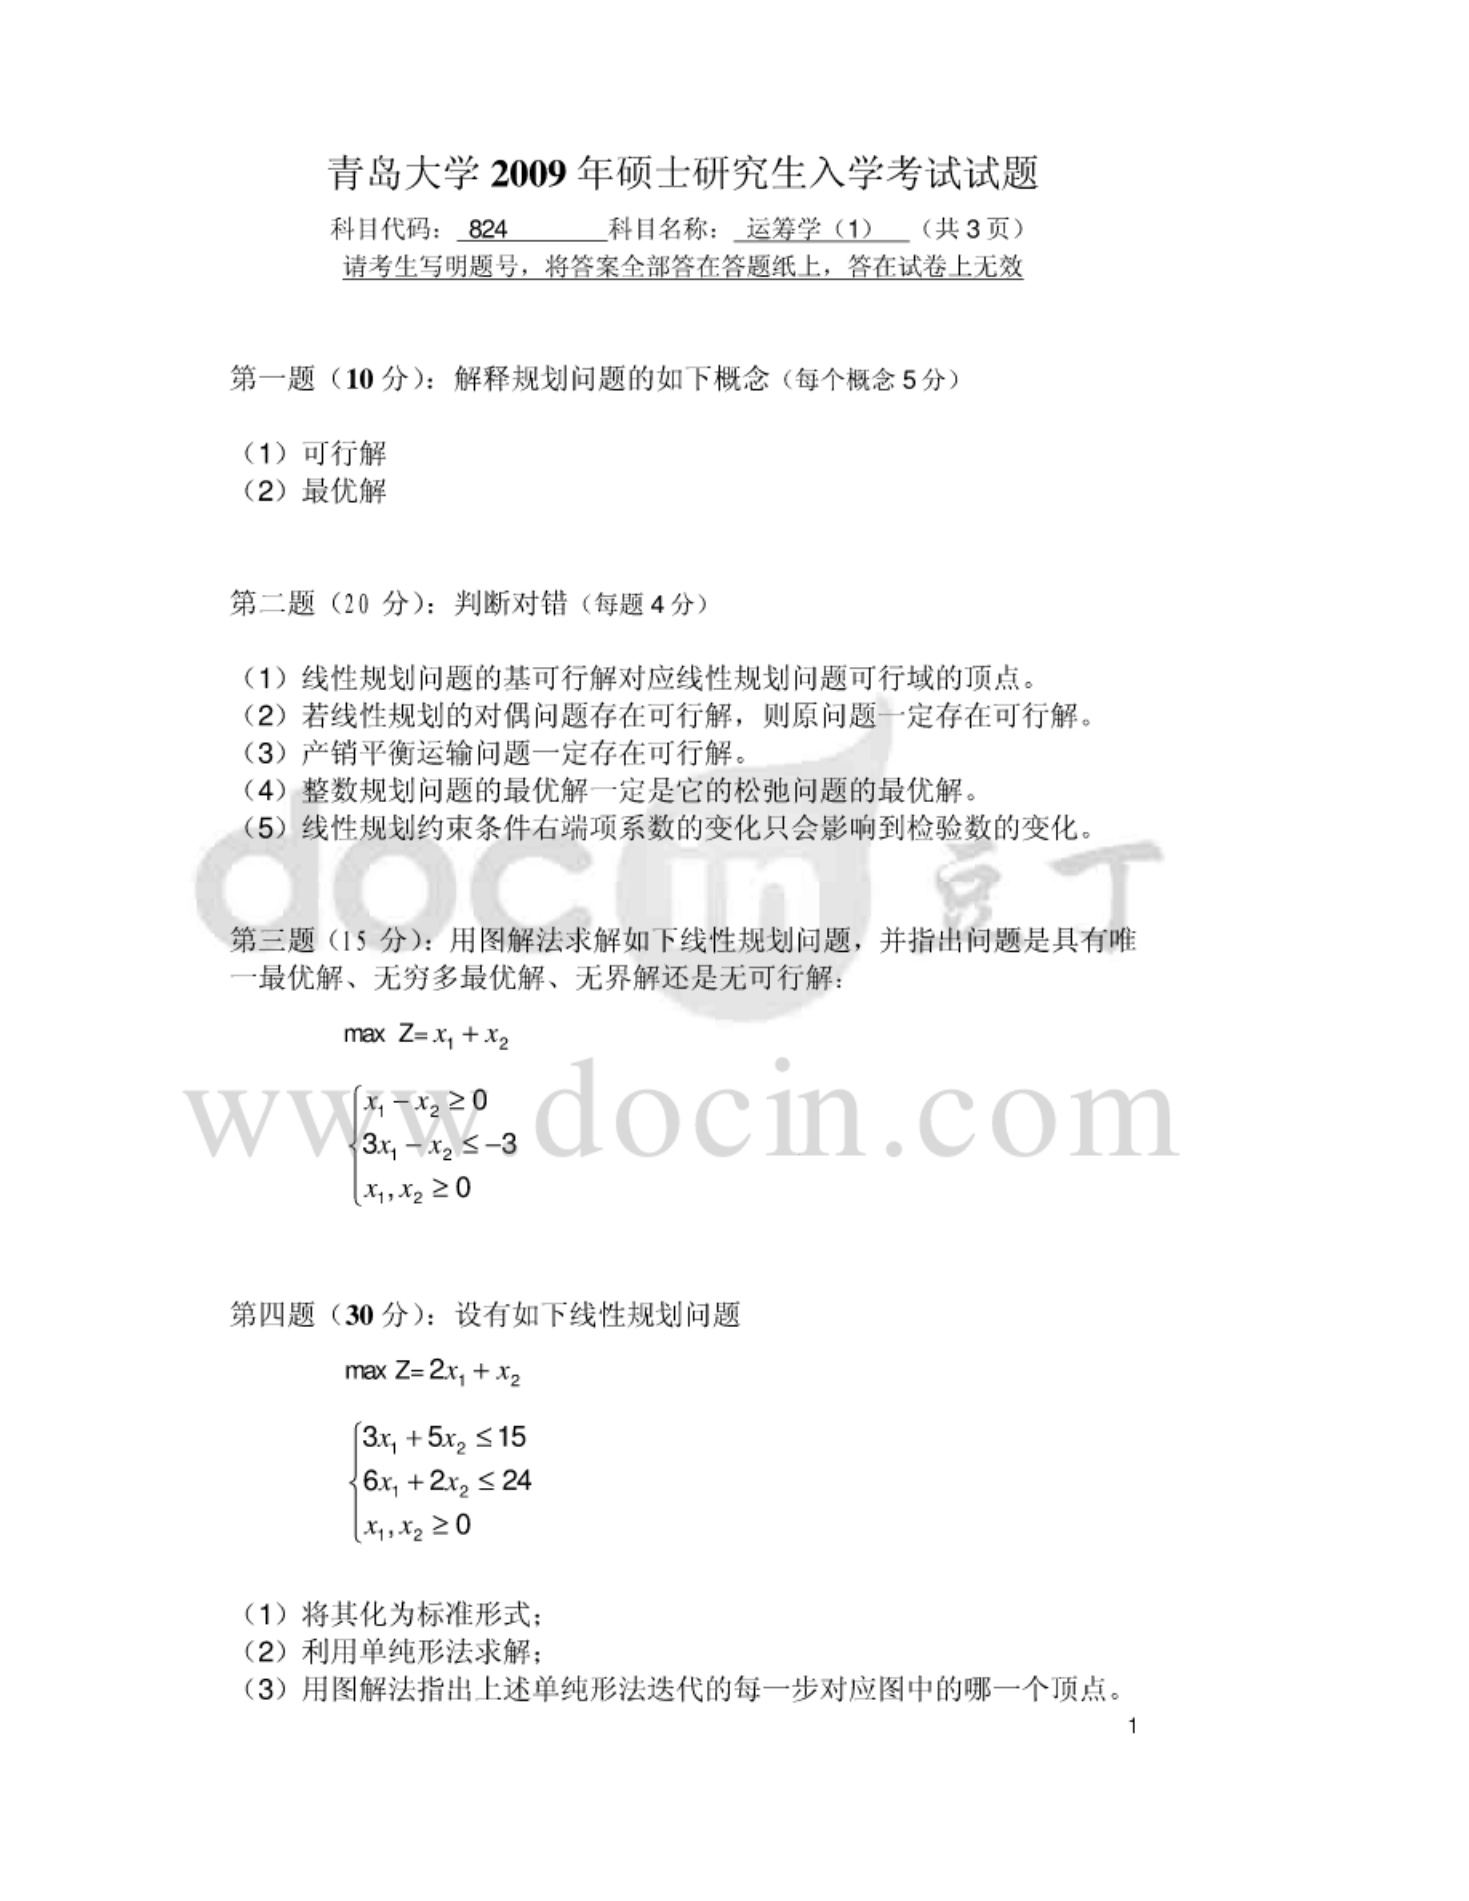 青岛大学 2009 年硕士研究生入学考试试题
科目代码： 824 科目名称： 运筹学（1） （共 3 页）
请考生写明题号，将答案全部答在答题纸上，答在试卷上无效
第一题（10 分）：解释规划问题的如下概念（每个概念 5 分）
（1）可行解
（2）最优解
第二题（20 分）：判断对错（每题 4 分）
（1）线性规划问题的基可行解对应线性规划问题可行域的顶点。
（2）若线性规划的对偶问题存在可行解，则原问题一定存在可行解。
（3）产销平衡运输问题一定存在可行解。
（4）整数规划问题的最优解一定是它的松弛问题的最优解。
（5）线性规划约束条件右端项系数的变化只会影响到检验数的变化。
docin 豆丁
第三题（15 分）：用图解法求解如下线性规划问题，并指出问题是具有唯
一最优解、无穷多最优解、无界解还是无可行解：
max Z= x₁ + x₂
x₁ − x₂ ≥ 0
3x₁ − x₂ ≤ −3
x₁, x₂ ≥ 0
www.docin.com
第四题（30 分）：设有如下线性规划问题
max Z= 2x₁ + x₂
3x₁ + 5x₂ ≤ 15
6x₁ + 2x₂ ≤ 24
x₁, x₂ ≥ 0
（1）将其化为标准形式；
（2）利用单纯形法求解；
（3）用图解法指出上述单纯形法迭代的每一步对应图中的哪一个顶点。
1